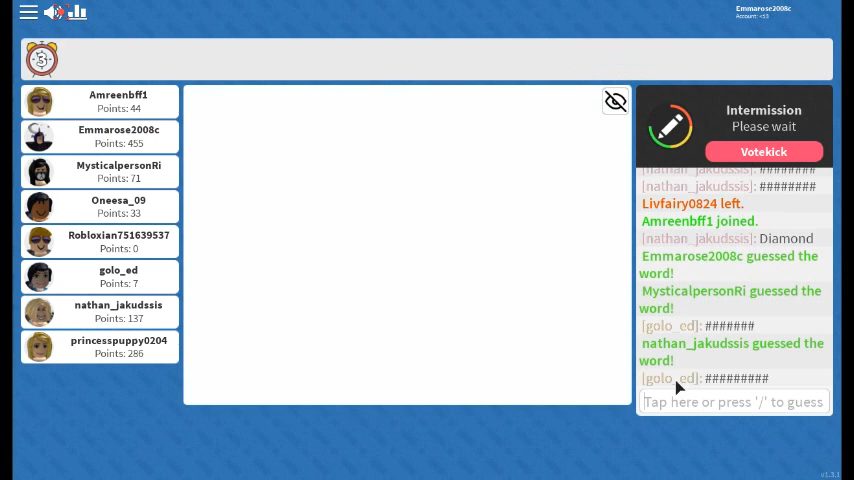 Emmarose2008c
Account: <13
5
Amreenbff1
Points: 44
Emmarose2008c
Points: 455
MysticalpersonRi
Points: 71
Oneesa_09
Points: 33
Robloxian751639537
Points: 0
golo_ed
Points: 7
nathan_jakudssis
Points: 137
princesspuppy0204
Points: 286
Intermission
Please wait
Votekick
[nathan_jakudssis]: ########
[nathan_jakudssis]: ########
Livfairy0824 left.
Amreenbff1 joined.
[nathan_jakudssis]: Diamond
Emmarose2008c guessed the
word!
MysticalpersonRi guessed the
word!
[golo_ed]: #######
nathan_jakudssis guessed the
word!
[golo_ed]: #########
Tap here or press '/' to guess
v1.3.1